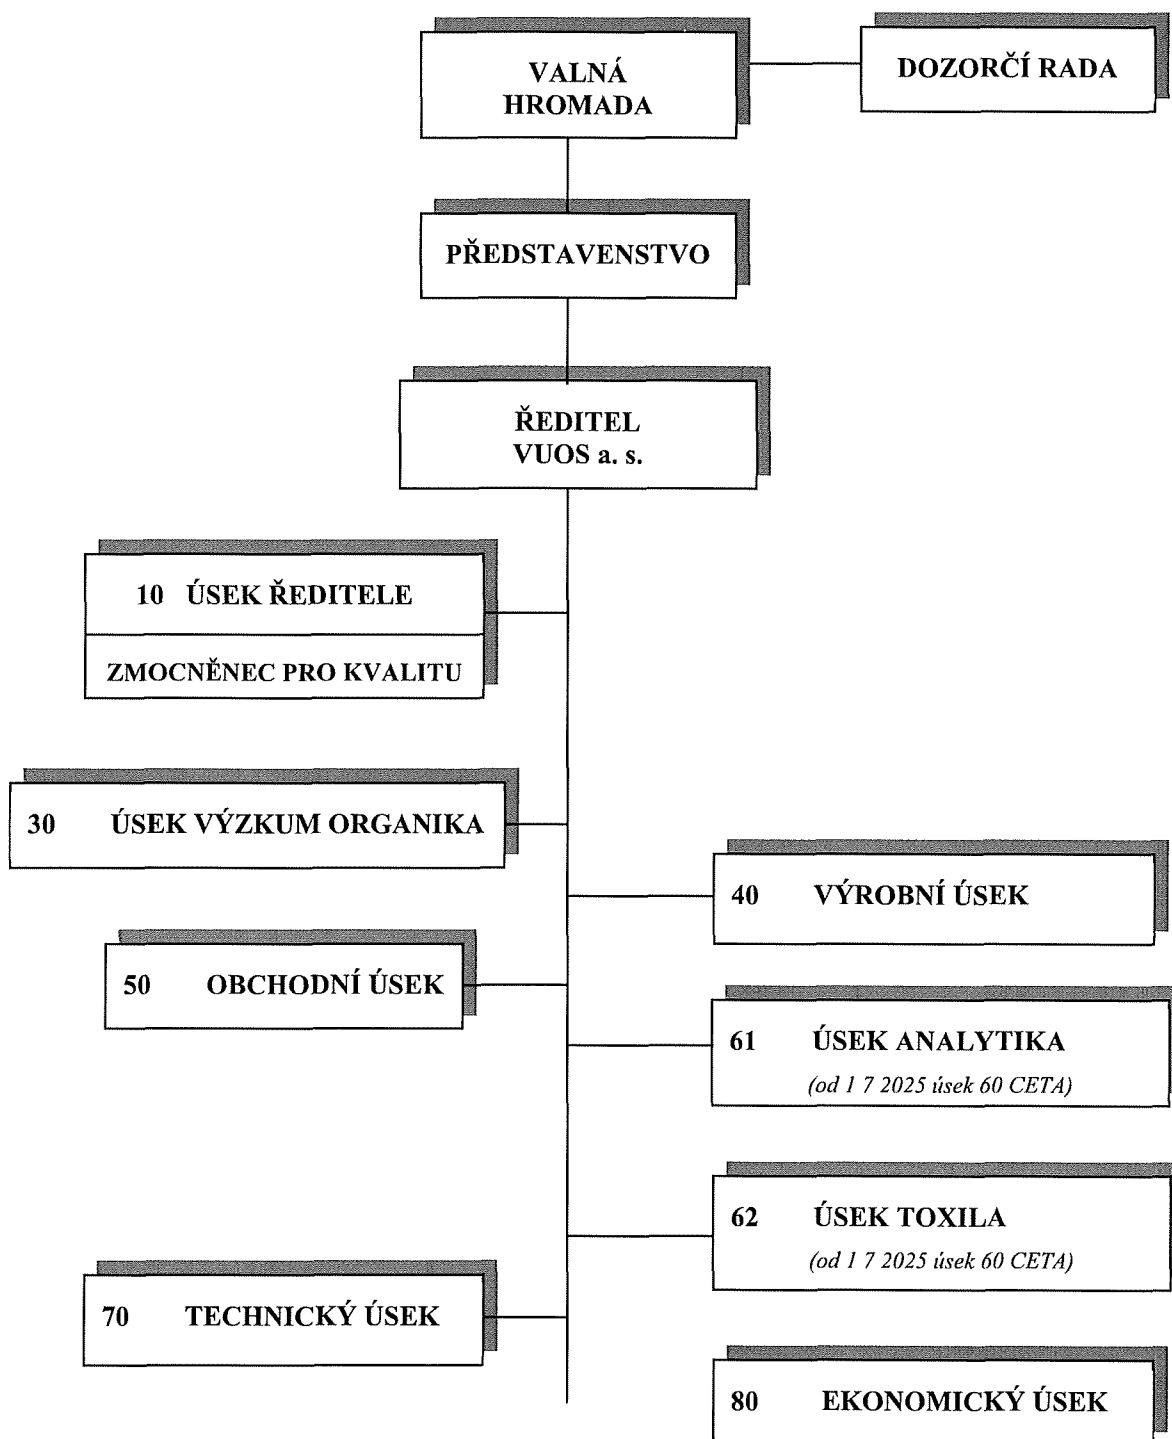 VALNÁ
HROMADA
DOZORČÍ RADA
PŘEDSTAVENSTVO
ŘEDITEL
VUOS a. s.
10 ÚSEK ŘEDITELE
ZMOCNĚNEC PRO KVALITU
30 ÚSEK VÝZKUM ORGANIKA
40 VÝROBNÍ ÚSEK
50 OBCHODNÍ ÚSEK
61 ÚSEK ANALYTIKA
(od 1 7 2025 úsek 60 CETA)
62 ÚSEK TOXILA
(od 1 7 2025 úsek 60 CETA)
70 TECHNICKÝ ÚSEK
80 EKONOMICKÝ ÚSEK